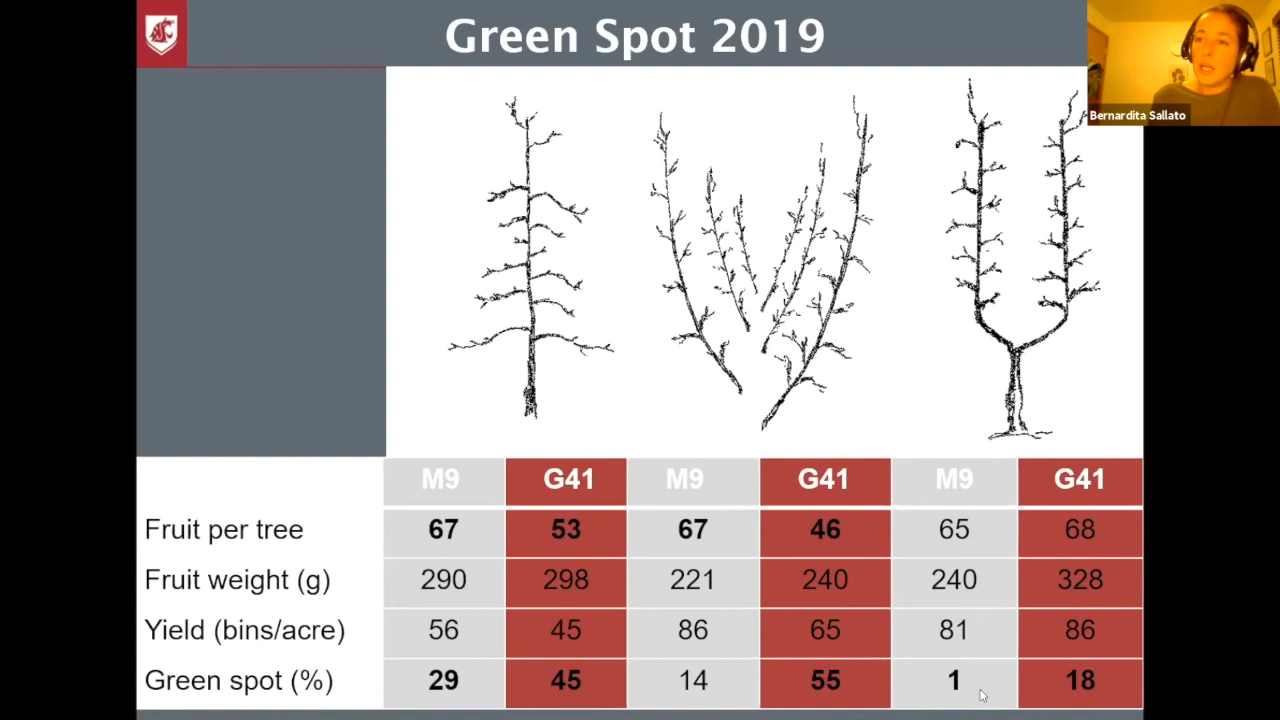 Green Spot 2019
Bernardita Sallato
M9 G41 M9 G41 M9 G41
Fruit per tree 67 53 67 46 65 68
Fruit weight (g) 290 298 221 240 240 328
Yield (bins/acre) 56 45 86 65 81 86
Green spot (%) 29 45 14 55 1 18